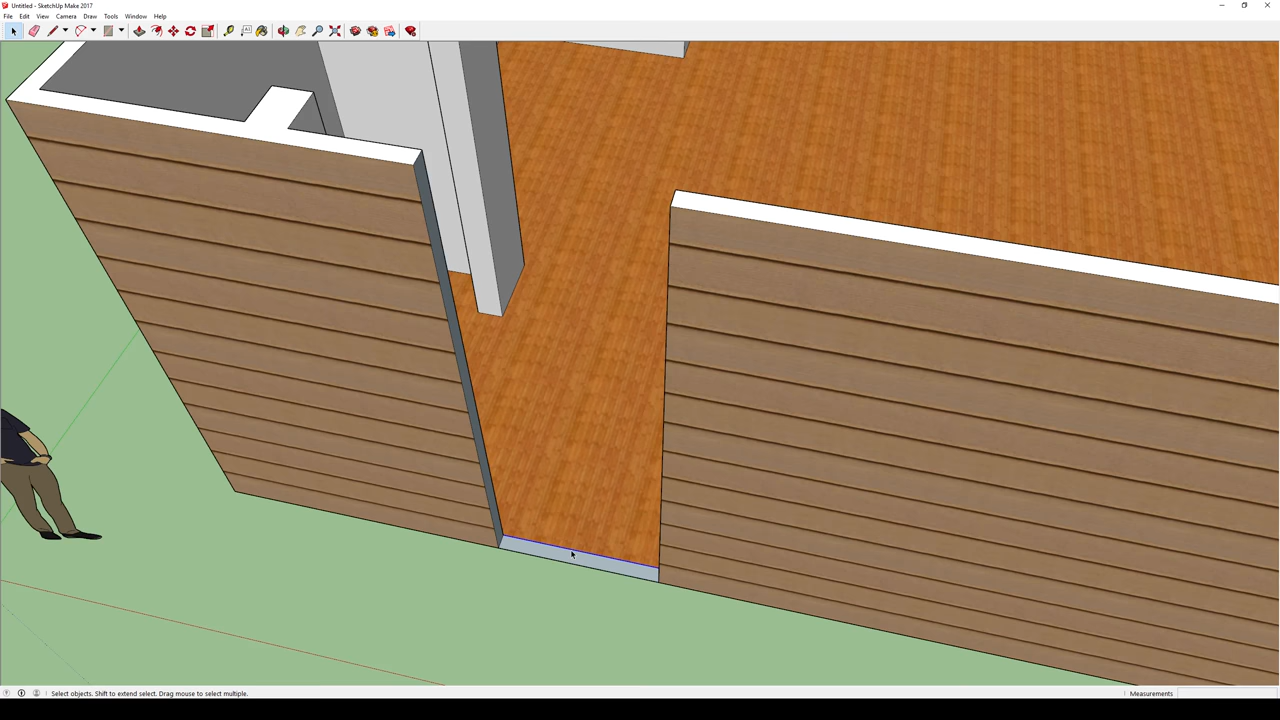 Untitled - SketchUp Make 2017
File Edit View Camera Draw Tools Window Help
Select objects. Shift to extend select. Drag mouse to select multiple.
Measurements